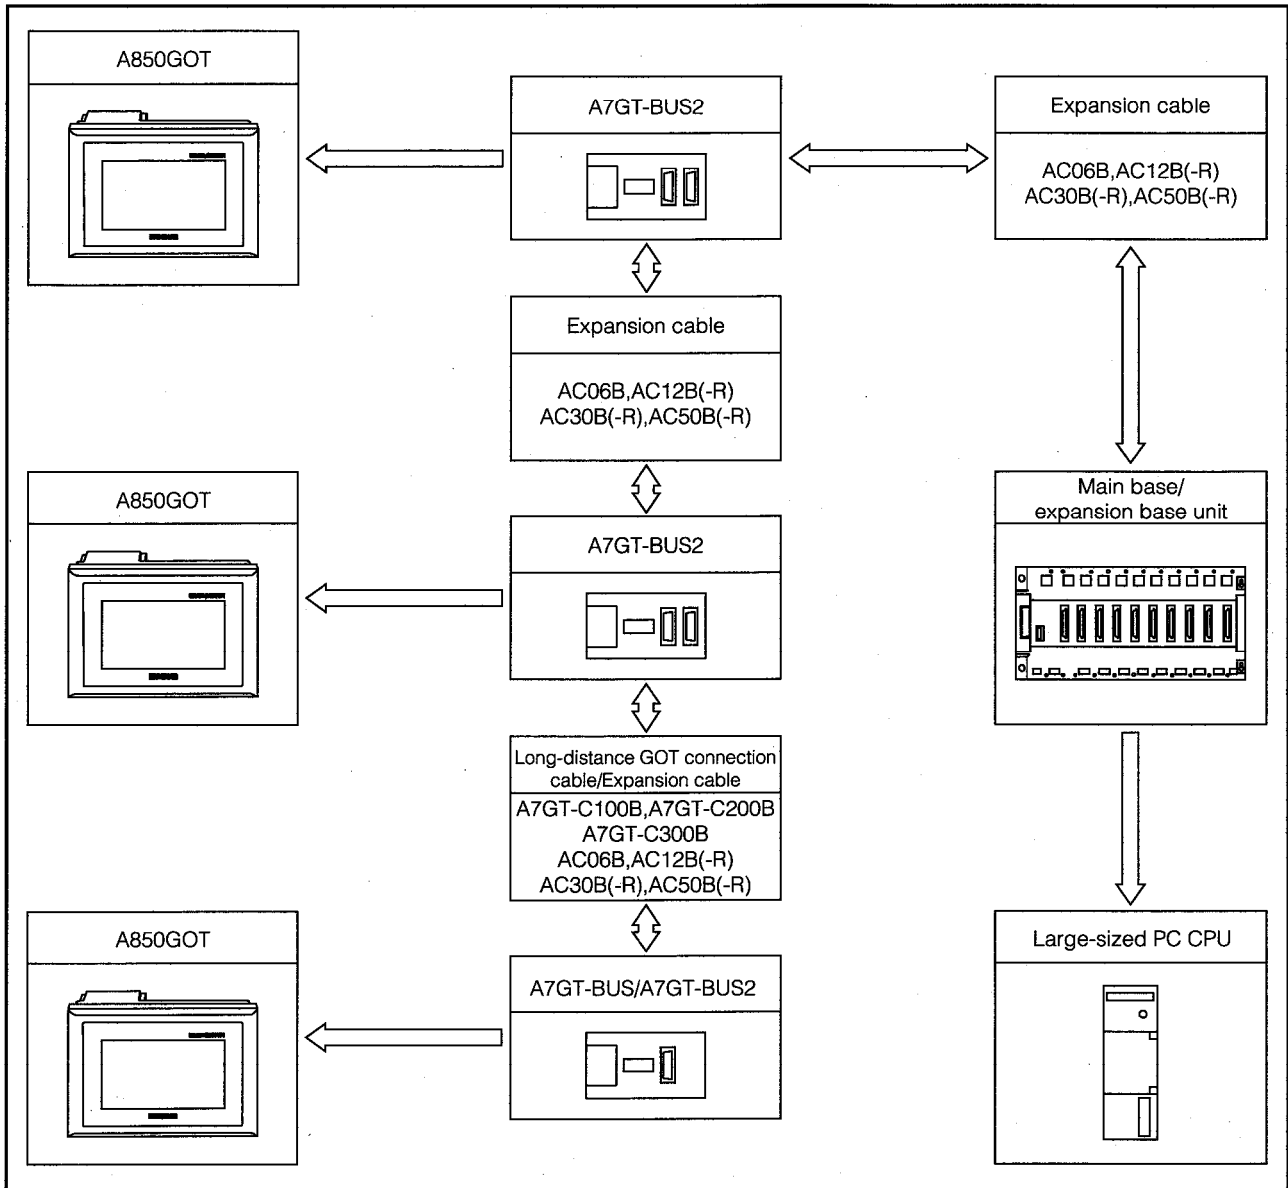 A850GOT
A7GT-BUS2
Expansion cable
AC06B,AC12B(-R)
AC30B(-R),AC50B(-R)
Expansion cable
AC06B,AC12B(-R)
AC30B(-R),AC50B(-R)
A850GOT
A7GT-BUS2
Main base/
expansion base unit
Long-distance GOT connection
cable/Expansion cable
A7GT-C100B,A7GT-C200B
A7GT-C300B
AC06B,AC12B(-R)
AC30B(-R),AC50B(-R)
A850GOT
A7GT-BUS/A7GT-BUS2
Large-sized PC CPU